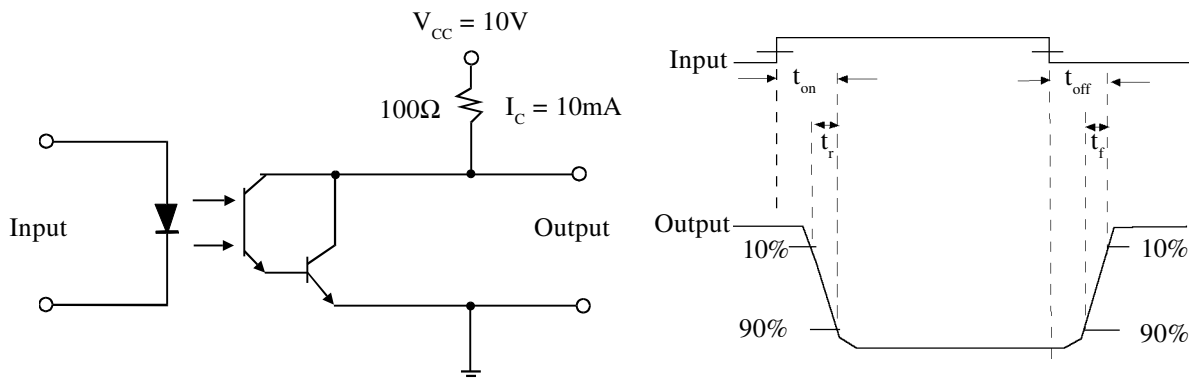 V_CC = 10V
100Ω
I_C = 10mA
Input
Output
Input
t_on
t_off
t_r
t_f
Output
10%
10%
90%
90%